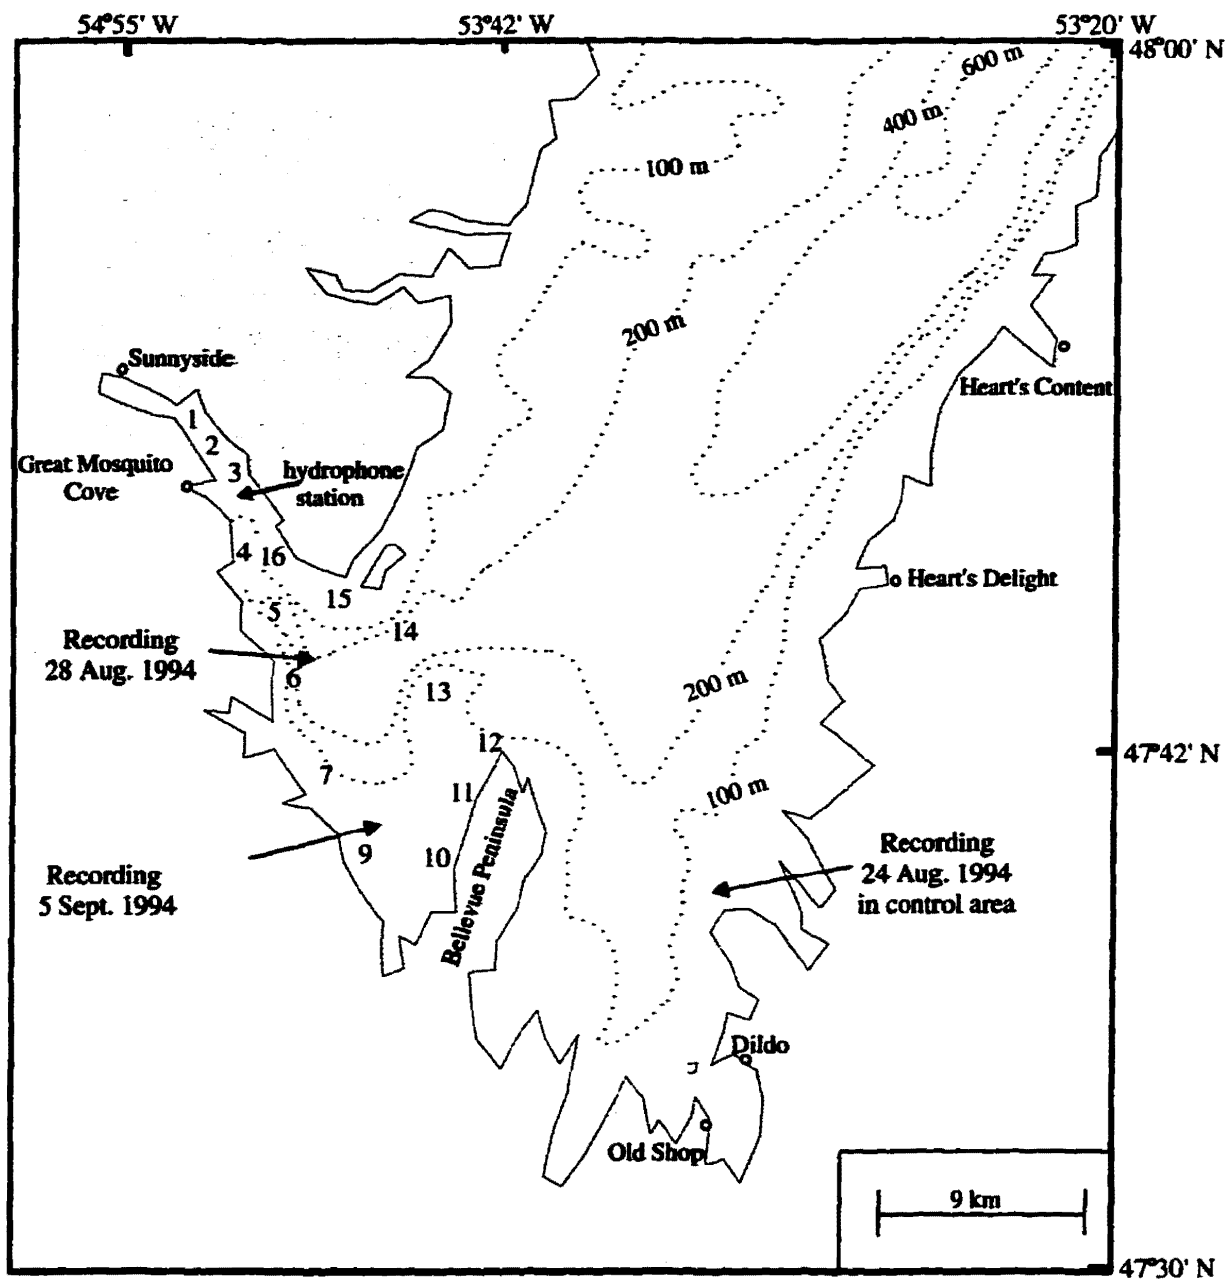 54°55' W
53°42' W
53°20' W
48°00' N
600 m
400 m
100 m
200 m
Sunnyside
Heart's Content
1
2
3
Great Mosquito
Cove
hydrophone
station
4
16
15
5
14
Heart's Delight
Recording
28 Aug. 1994
6
13
200 m
12
47°42' N
7
11
100 m
Bellevue Peninsula
9
10
Recording
5 Sept. 1994
Recording
24 Aug. 1994
in control area
Dildo
Old Shop
9 km
47°30' N